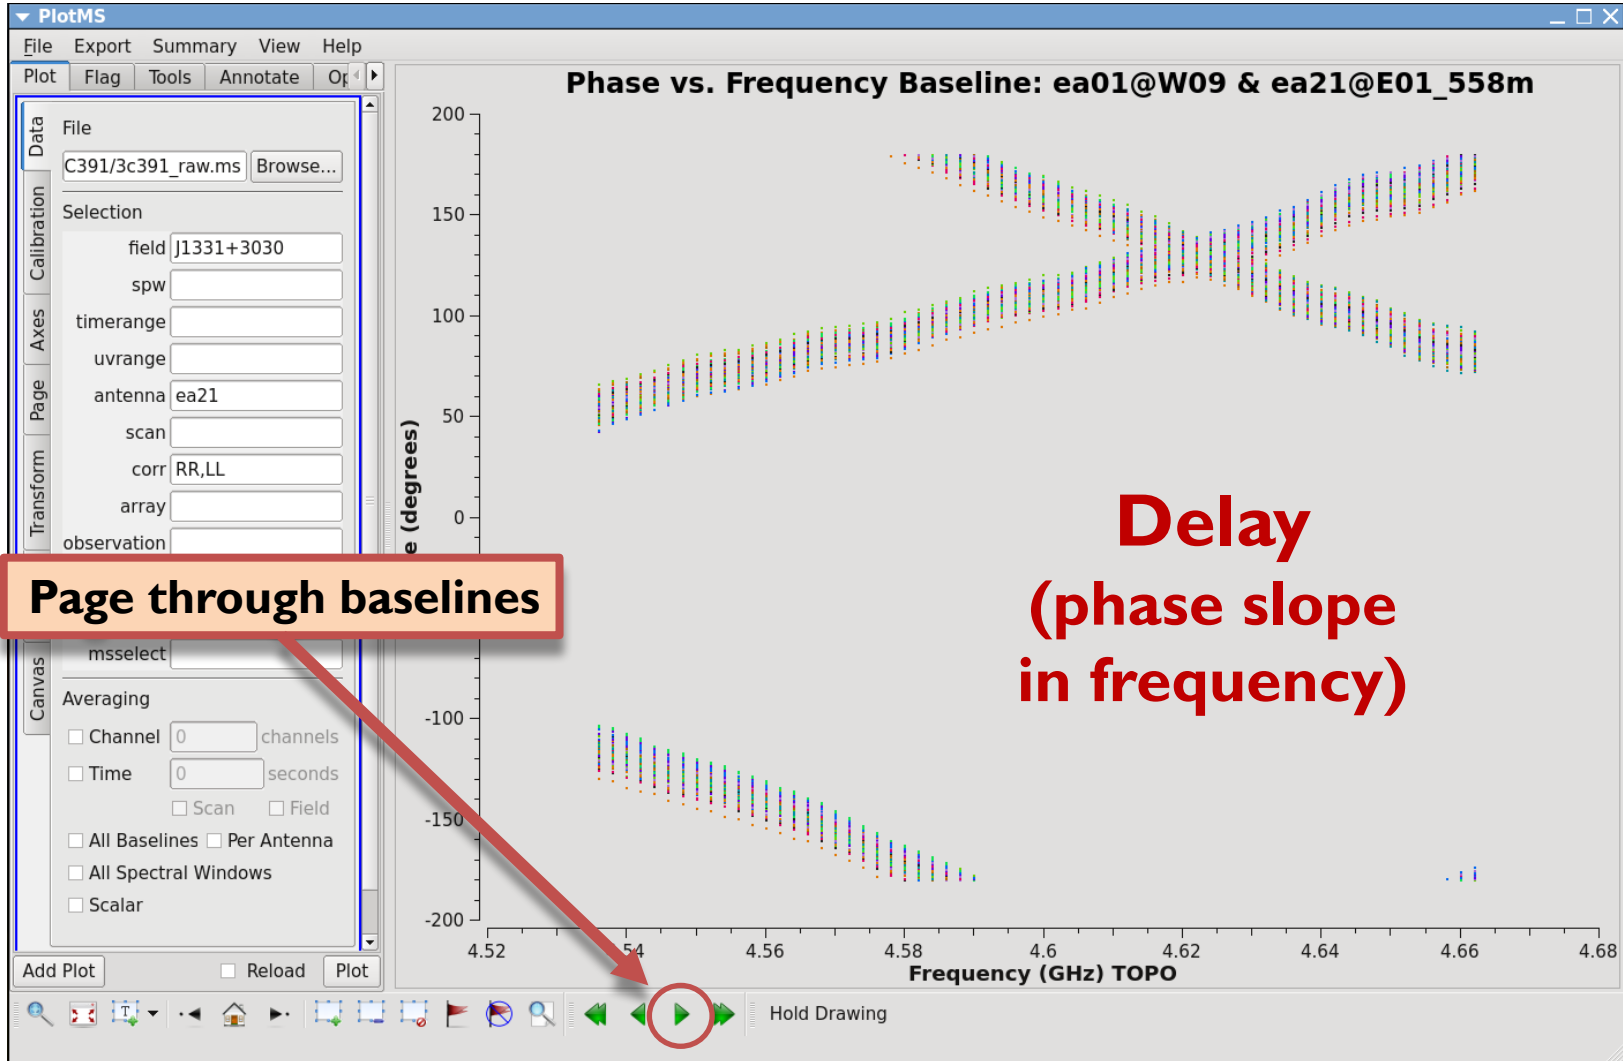 PlotMS
File Export Summary View Help
Plot Flag Tools Annotate Op
Data
Calibration
Axes
Page
Transform
Canvas
File
C391/3c391_raw.ms Browse...
Selection
field J1331+3030
spw
timerange
uvrange
antenna ea21
scan
corr RR,LL
array
observation
msselect
Averaging
Channel 0 channels
Time 0 seconds
Scan Field
All Baselines Per Antenna
All Spectral Windows
Scalar
Add Plot Reload Plot
Page through baselines
Phase vs. Frequency Baseline: ea01@W09 & ea21@E01_558m
200
150
100
50
0
-100
-150
-200
(degrees)
Delay
(phase slope
in frequency)
4.52 54 4.56 4.58 4.6 4.62 4.64 4.66 4.68
Frequency (GHz) TOPO
Hold Drawing